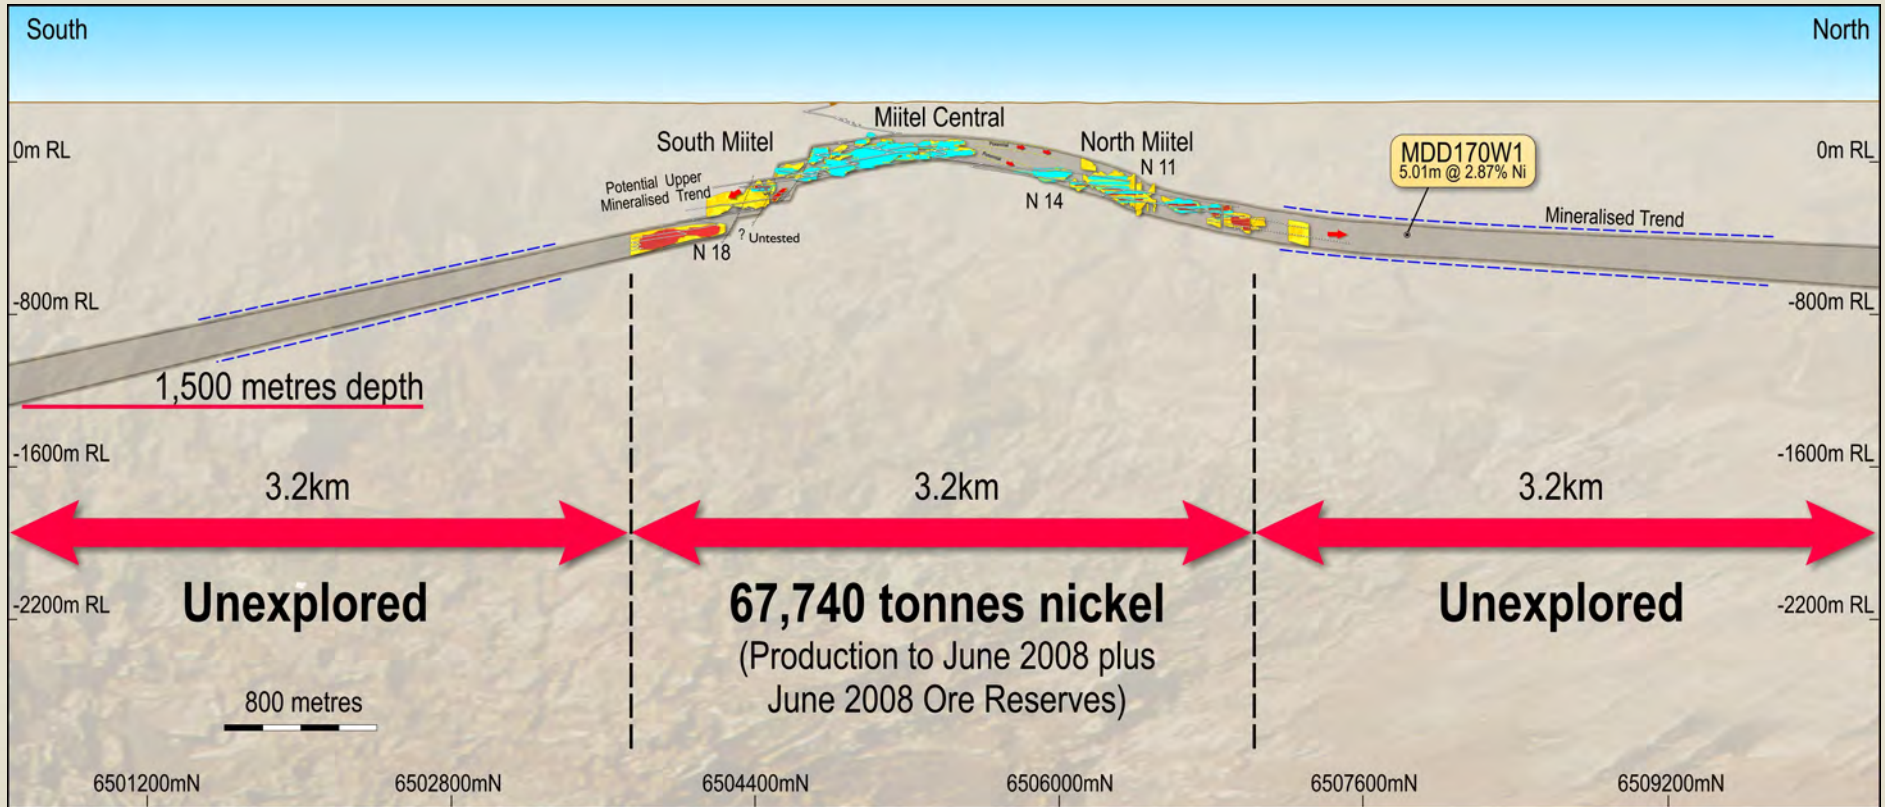 South
North
Miitel Central
South Miitel
North Miitel
N 11
MDD170W1
5.01m @ 2.87% Ni
0m RL
0m RL
Potential Upper
Mineralised Trend
Potential
Potential
N 14
Mineralised Trend
? Untested
N 18
-800m RL
-800m RL
1,500 metres depth
-1600m RL
-1600m RL
3.2km
3.2km
3.2km
Unexplored
67,740 tonnes nickel
(Production to June 2008 plus
June 2008 Ore Reserves)
Unexplored
-2200m RL
-2200m RL
800 metres
6501200mN
6502800mN
6504400mN
6506000mN
6507600mN
6509200mN